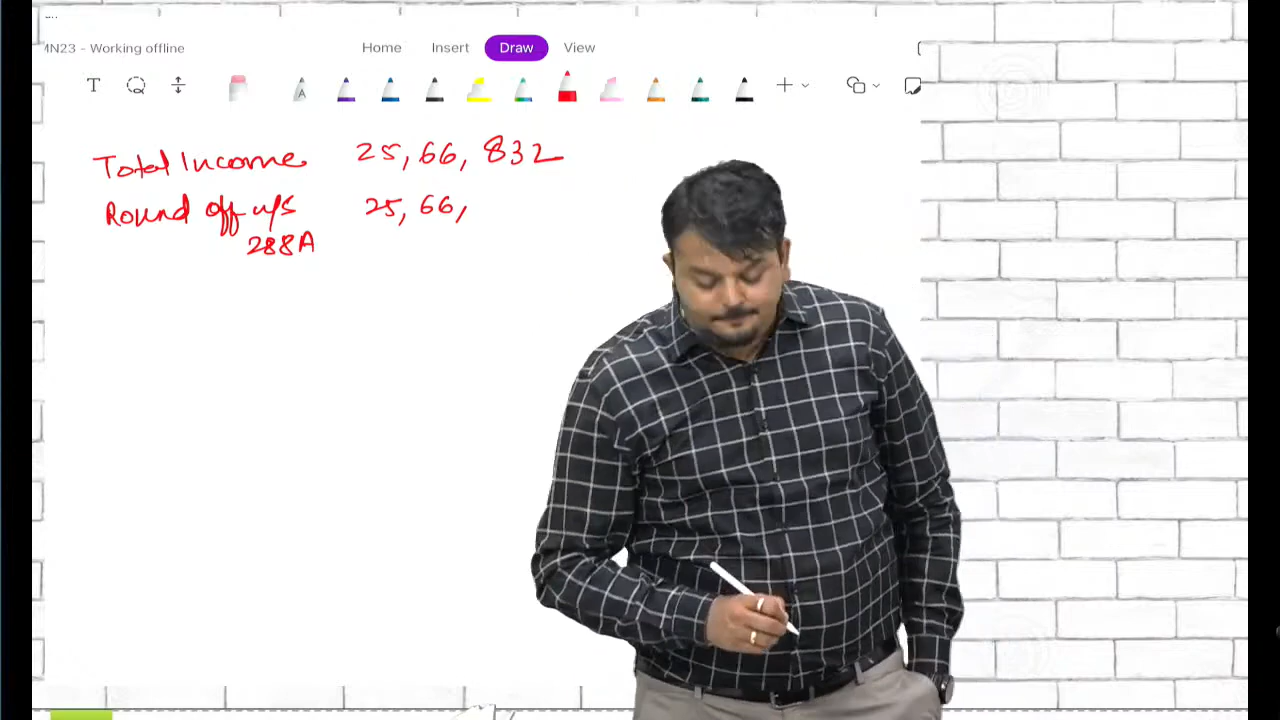 MN23 - Working offline
Home Insert Draw View
T
A
Total Income 25,66,832
Round off u/s 25,66,
288A